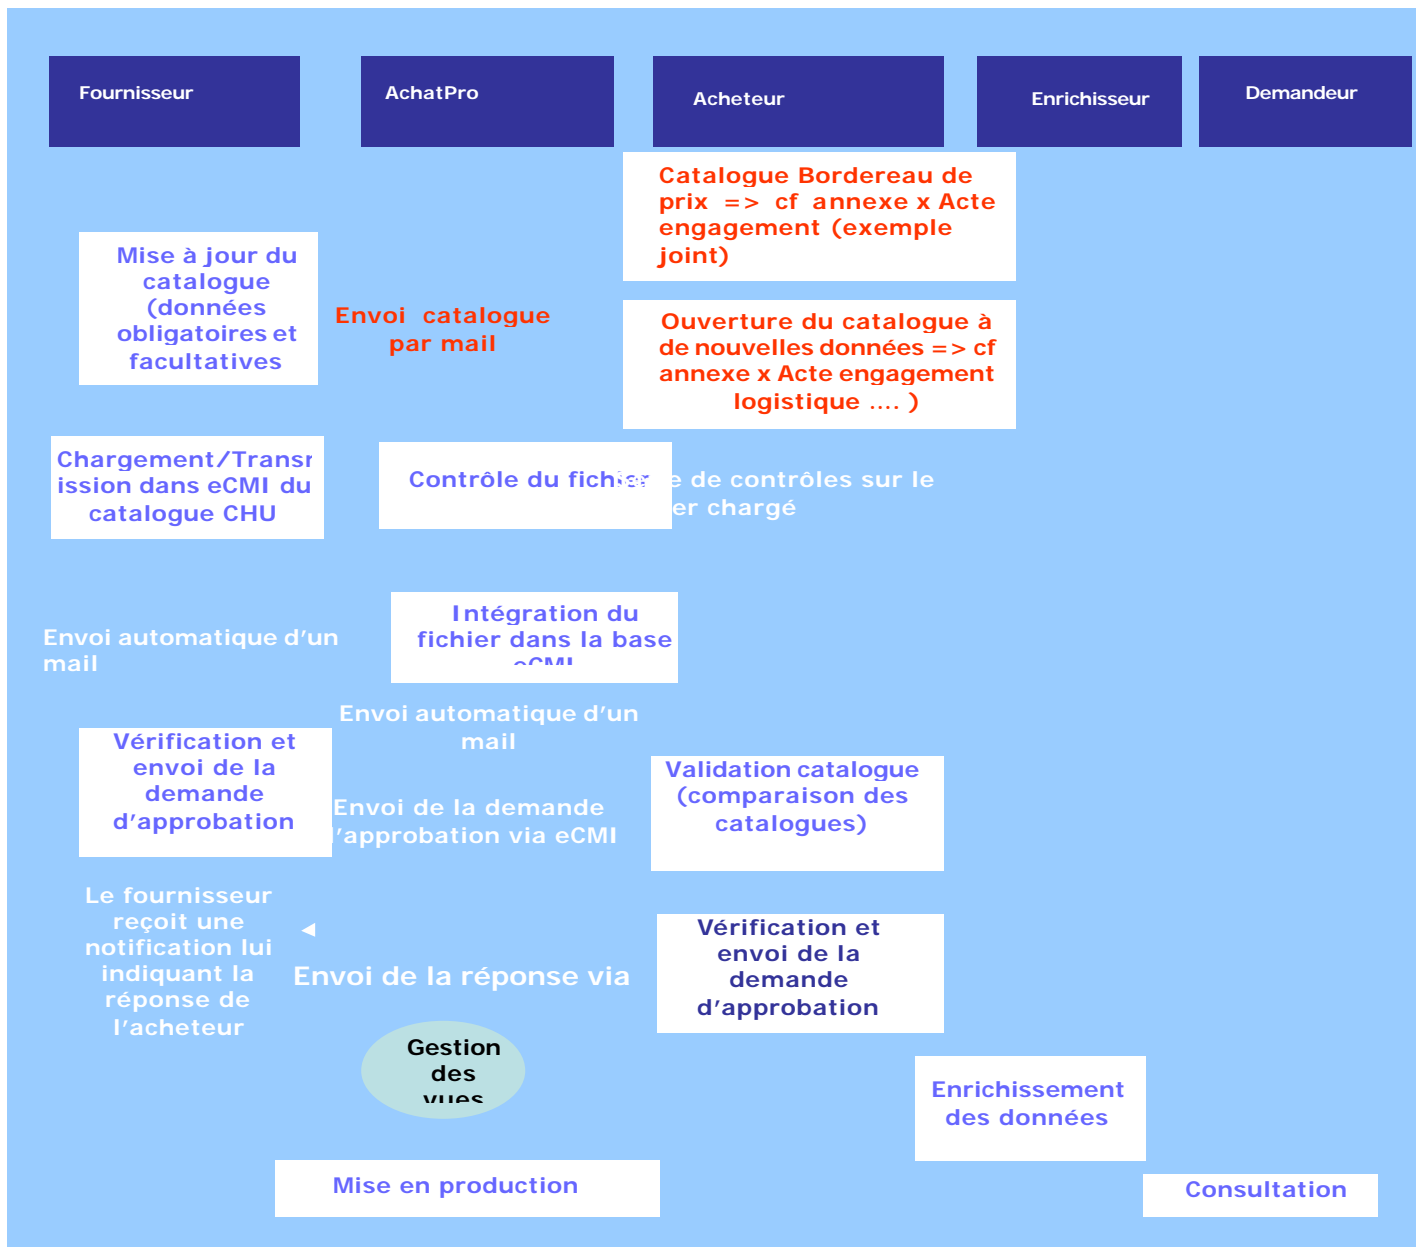 Fournisseur
AchatPro
Acheteur
Enrichisseur
Demandeur
Catalogue Bordereau de
prix => cf annexe x Acte
engagement (exemple
joint)
Mise à jour du
catalogue
(données
obligatoires et
facultatives
Envoi catalogue
par mail
Ouverture du catalogue à
de nouvelles données => cf
annexe x Acte engagement
logistique .... )
Chargement/Transr
ission dans eCMI du
catalogue CHU
Contrôle du fichier
de contrôles sur le
chargé
Intégration du
fichier dans la base
eCMI
Envoi automatique d’un
mail
Envoi automatique d’un
mail
Vérification et
envoi de la
demande
d’approbation
Envoi de la demande
’approbation via eCMI
Validation catalogue
(comparaison des
catalogues)
Le fournisseur
reçoit une
notification lui
indiquant la
réponse de
l’acheteur
Envoi de la réponse via
Vérification et
envoi de la
demande
d’approbation
Gestion
des
vues
Enrichissement
des données
Mise en production
Consultation